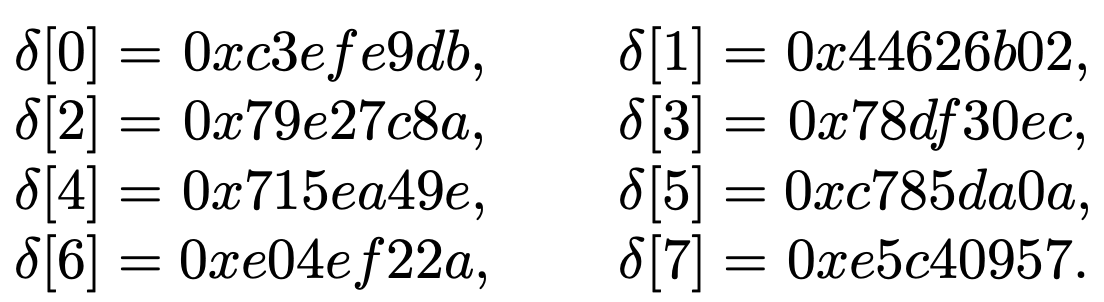 δ[0] = 0xc3efe9db, δ[1] = 0x44626b02,
δ[2] = 0x79e27c8a, δ[3] = 0x78df30ec,
δ[4] = 0x715ea49e, δ[5] = 0xc785da0a,
δ[6] = 0xe04ef22a, δ[7] = 0xe5c40957.